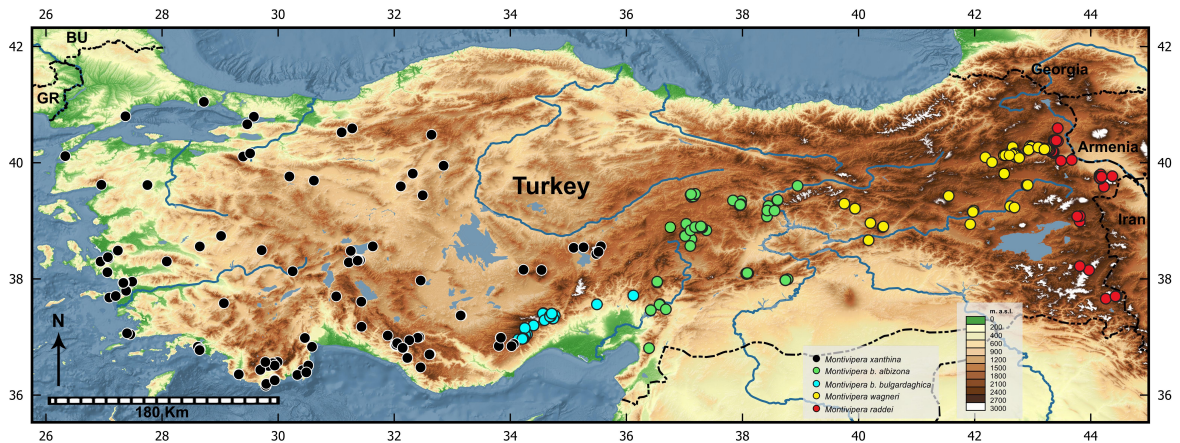 26 28 30 32 34 36 38 40 42 44
42 BU 42
Georgia
GR
40 Armenia 40
Turkey
Iran
38 38
N
m. a.s.l.
0
200
400
600
900
1200
1500
1800
2100
2400
2700
3000
Montivipera xanthina
Montivipera b. albizona
Montivipera b. bulgardaghica
Montivipera wagneri
Montivipera raddei
36 36
180 Km
26 28 30 32 34 36 38 40 42 44